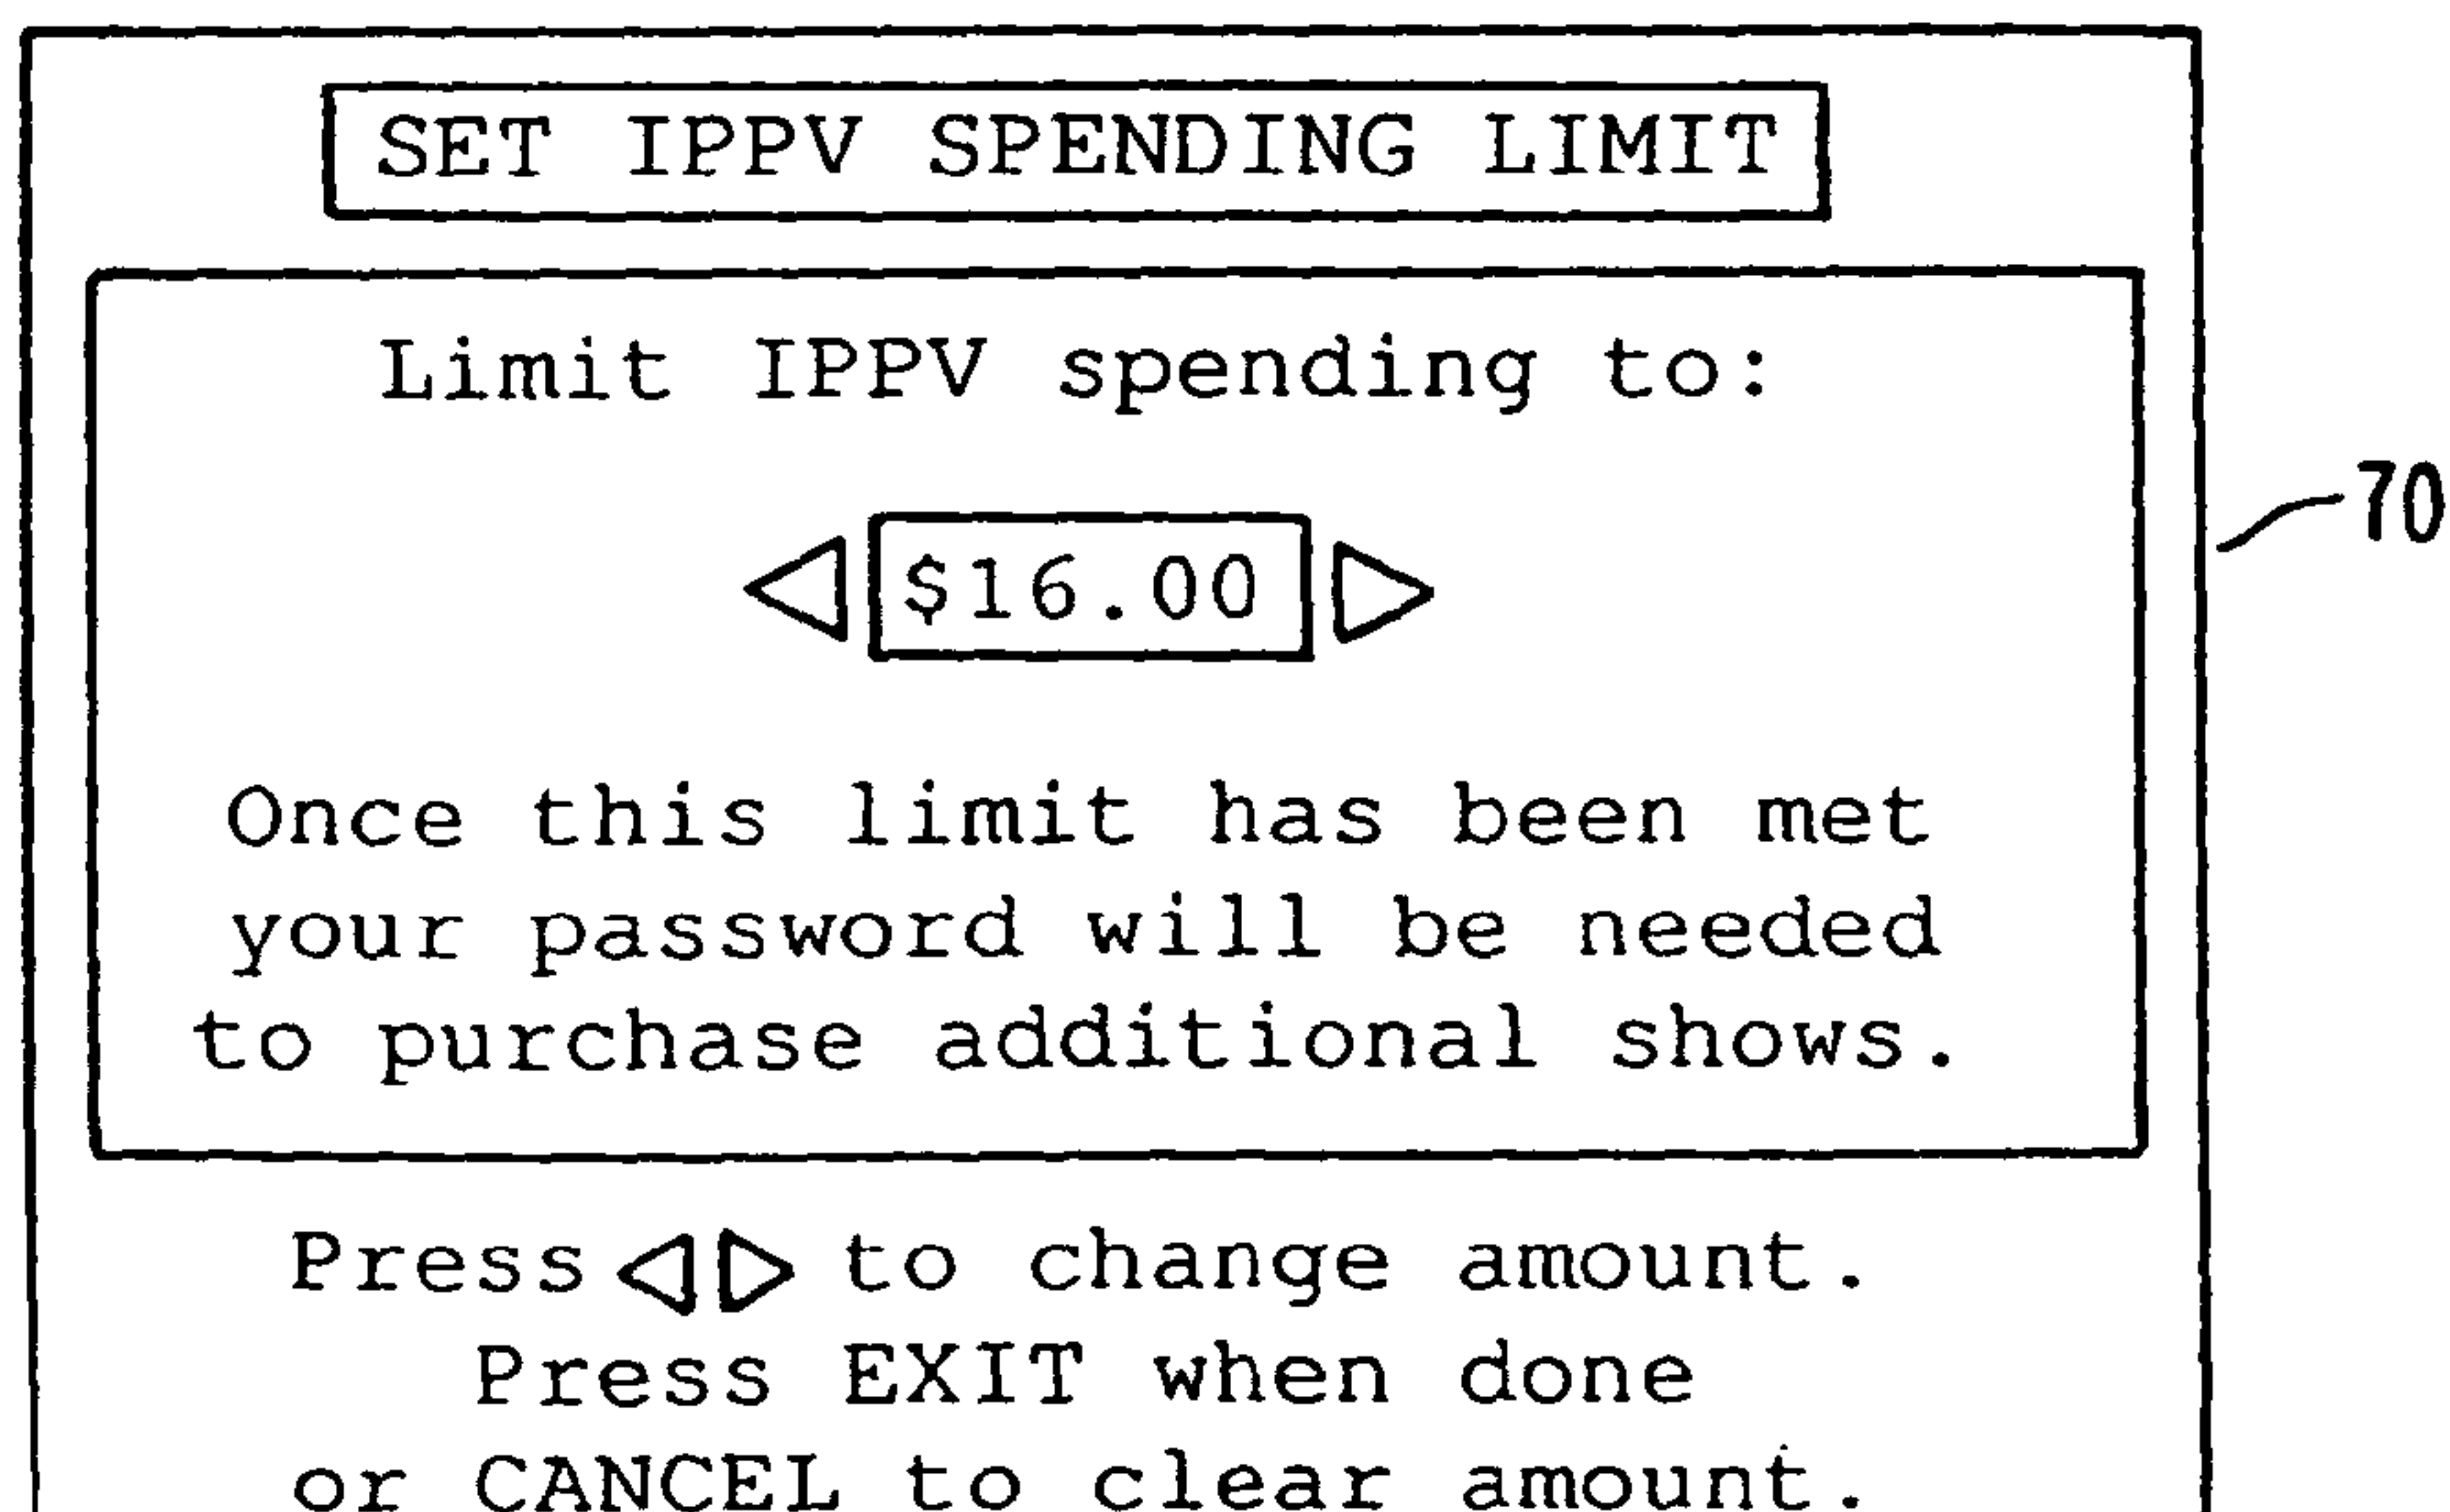 SET IPPV SPENDING LIMIT
Limit IPPV spending to:
$16.00
70
Once this limit has been met
your password will be needed
to purchase additional shows.
Press ◁▷ to change amount.
Press EXIT when done
or CANCEL to clear amount.